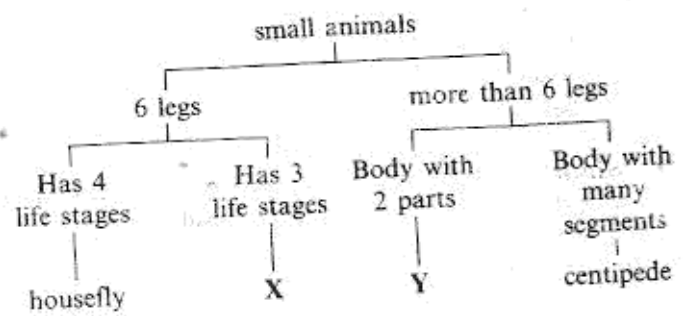 small animals
6 legs
more than 6 legs
Has 4
life stages
Has 3
life stages
Body with
2 parts
Body with
many
segments
housefly
X
Y
centipede